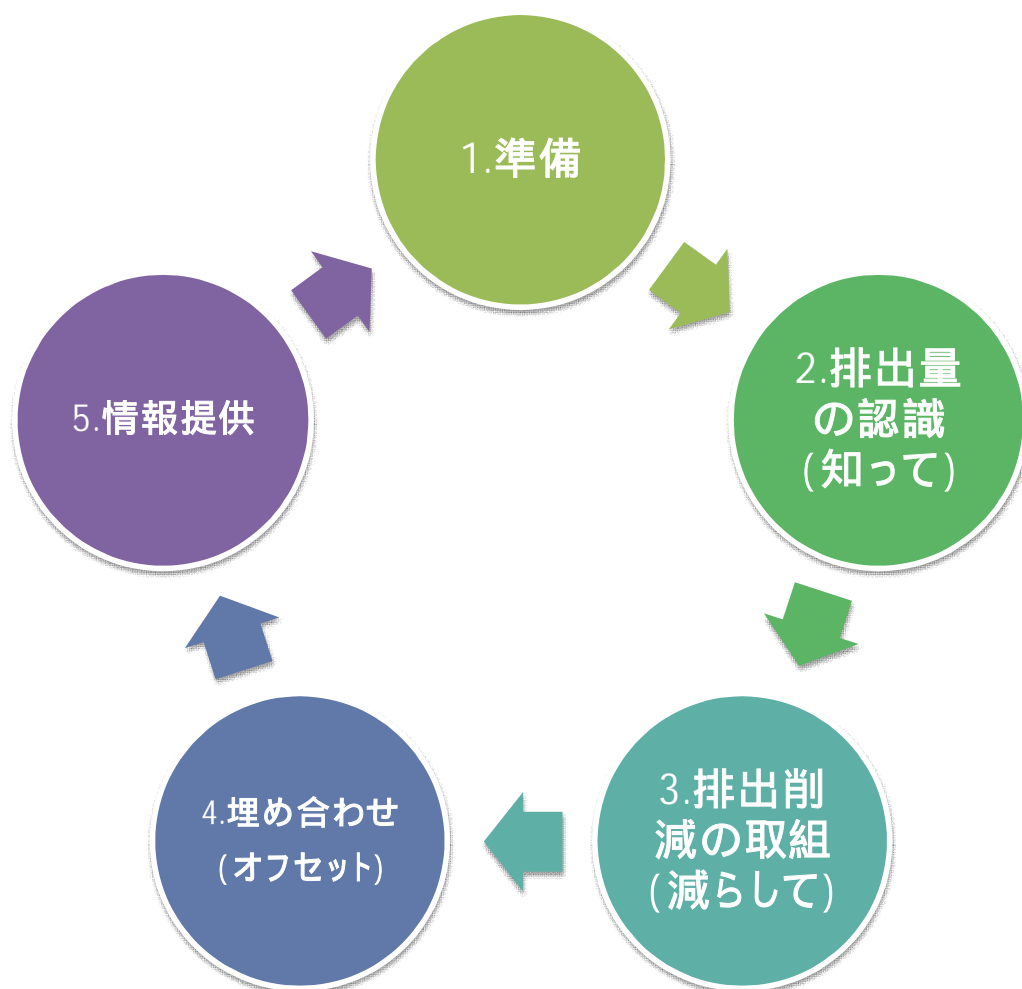 1.準備
2.排出量
の認識
(知って)
3.排出削
減の取組
(減らして)
4.埋め合わせ
(オフセット)
5.情報提供